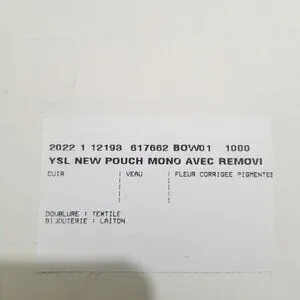 2022 1 12193 617662 BOW01 1000
YSL NEW POUCH MONO AVEC REMOVI
CUIR | VEAU | FLEUR CORRIGEE PIGMENTEE
DOUBLURE : TEXTILE
BIJOUTERIE : LAITON